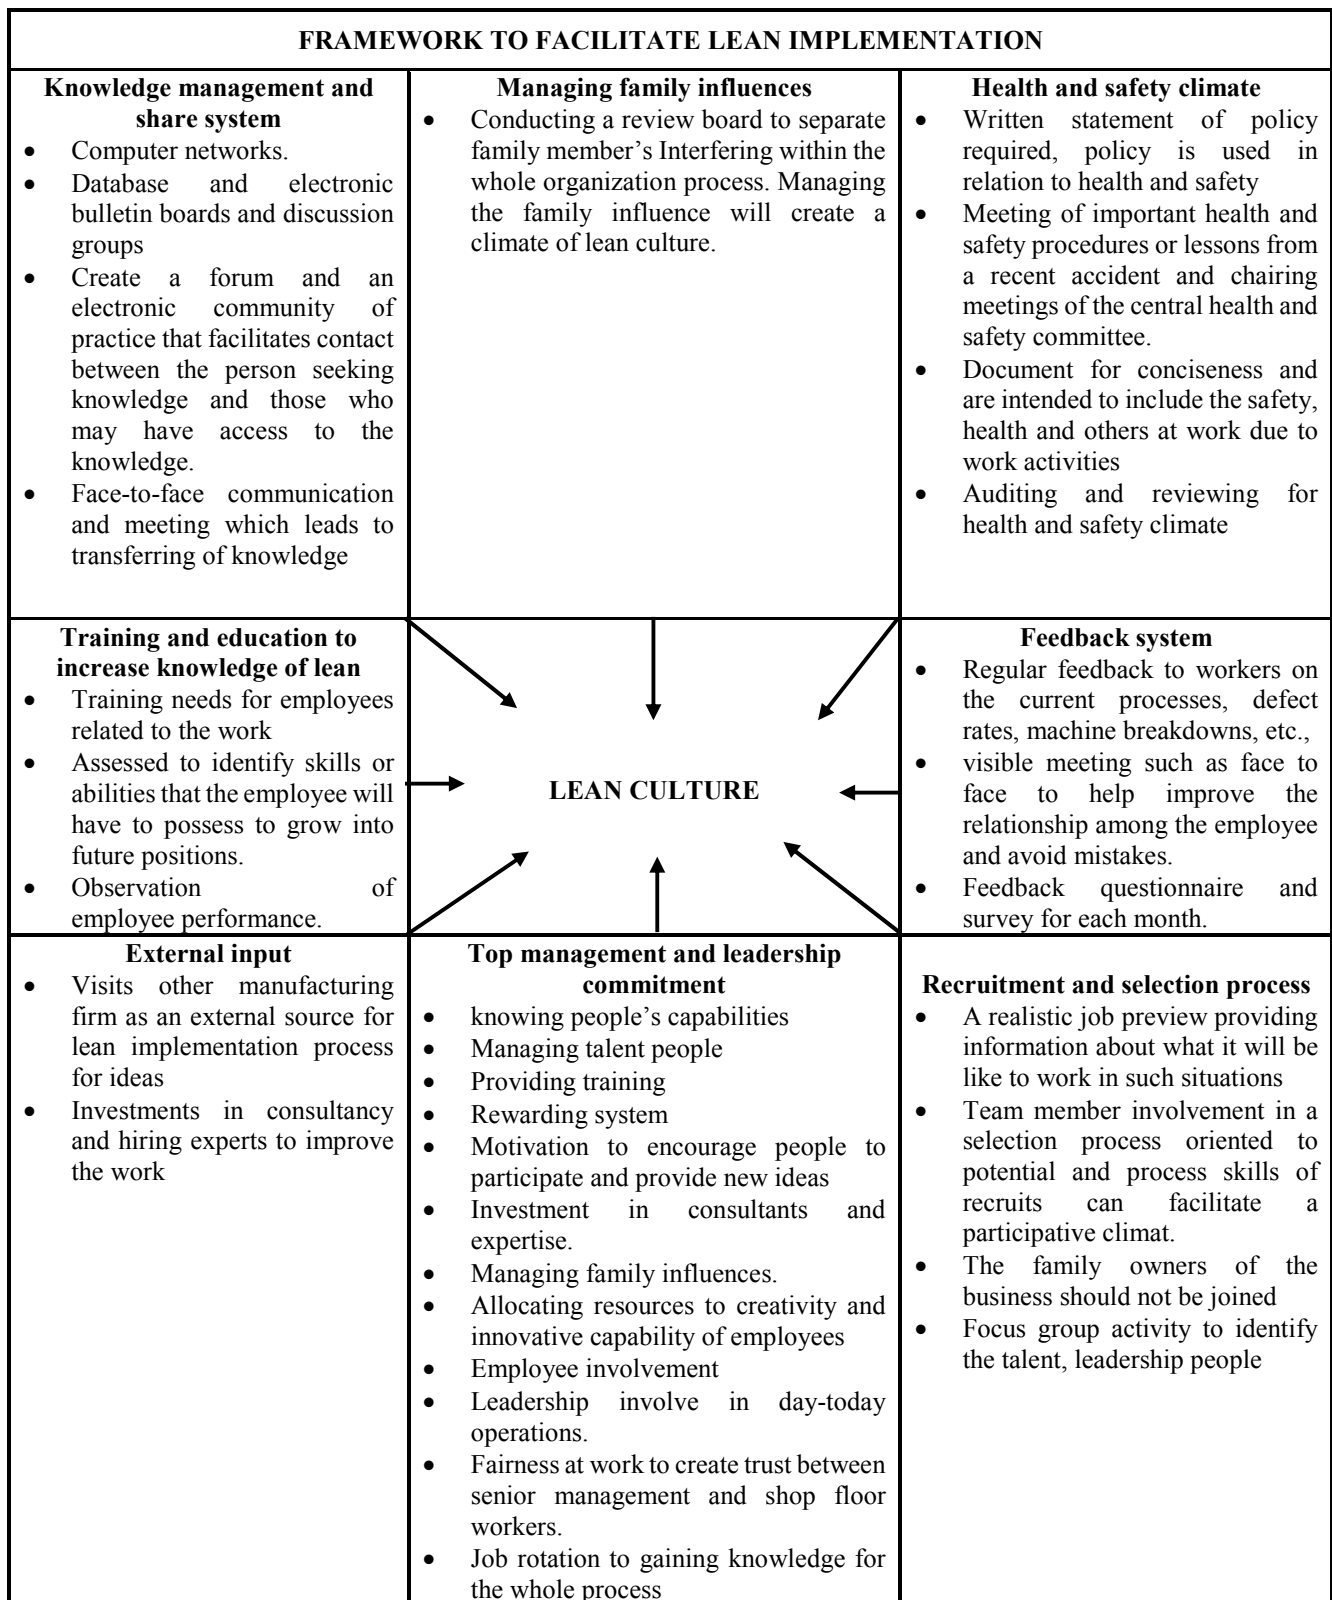 FRAMEWORK TO FACILITATE LEAN IMPLEMENTATION
Knowledge management and
share system
• Computer networks.
• Database and electronic
bulletin boards and discussion
groups
• Create a forum and an
electronic community of
practice that facilitates contact
between the person seeking
knowledge and those who
may have access to the
knowledge.
• Face-to-face communication
and meeting which leads to
transferring of knowledge
Managing family influences
• Conducting a review board to separate
family member’s Interfering within the
whole organization process. Managing
the family influence will create a
climate of lean culture.
Health and safety climate
• Written statement of policy
required, policy is used in
relation to health and safety
• Meeting of important health and
safety procedures or lessons from
a recent accident and chairing
meetings of the central health and
safety committee.
• Document for conciseness and
are intended to include the safety,
health and others at work due to
work activities
• Auditing and reviewing for
health and safety climate
Training and education to
increase knowledge of lean
• Training needs for employees
related to the work
• Assessed to identify skills or
abilities that the employee will
have to possess to grow into
future positions.
• Observation of
employee performance.
LEAN CULTURE
Feedback system
• Regular feedback to workers on
the current processes, defect
rates, machine breakdowns, etc.,
• visible meeting such as face to
face to help improve the
relationship among the employee
and avoid mistakes.
• Feedback questionnaire and
survey for each month.
External input
• Visits other manufacturing
firm as an external source for
lean implementation process
for ideas
• Investments in consultancy
and hiring experts to improve
the work
Top management and leadership
commitment
• knowing people’s capabilities
• Managing talent people
• Providing training
• Rewarding system
• Motivation to encourage people to
participate and provide new ideas
• Investment in consultants and
expertise.
• Managing family influences.
• Allocating resources to creativity and
innovative capability of employees
• Employee involvement
• Leadership involve in day-today
operations.
• Fairness at work to create trust between
senior management and shop floor
workers.
• Job rotation to gaining knowledge for
the whole process
Recruitment and selection process
• A realistic job preview providing
information about what it will be
like to work in such situations
• Team member involvement in a
selection process oriented to
potential and process skills of
recruits can facilitate a
participative climat.
• The family owners of the
business should not be joined
• Focus group activity to identify
the talent, leadership people